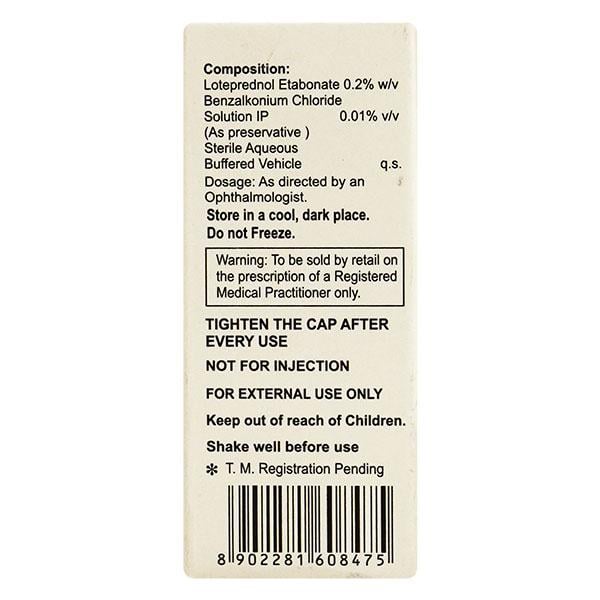 Composition:
Loteprednol Etabonate 0.2% w/v
Benzalkonium Chloride
Solution IP 0.01% v/v
(As preservative )
Sterile Aqueous
Buffered Vehicle q.s.
Dosage: As directed by an
Ophthalmologist.
Store in a cool, dark place.
Do not Freeze.
Warning: To be sold by retail on
the prescription of a Registered
Medical Practitioner only.
TIGHTEN THE CAP AFTER
EVERY USE
NOT FOR INJECTION
FOR EXTERNAL USE ONLY
Keep out of reach of Children.
Shake well before use
* T. M. Registration Pending
8 902281 608475